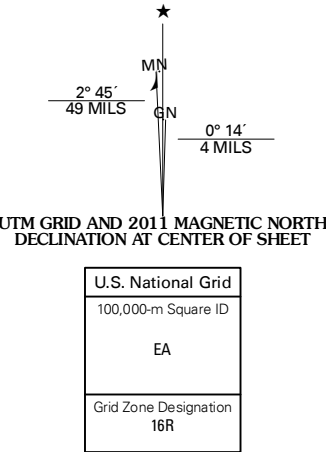 ★
MN
GN
2° 45´
49 MILS
0° 14´
4 MILS
UTM GRID AND 2011 MAGNETIC NORTH
DECLINATION AT CENTER OF SHEET
U.S. National Grid
100,000-m Square ID
EA
Grid Zone Designation
16R